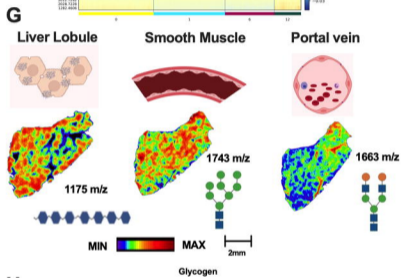 G
Liver Lobule
Smooth Muscle
Portal vein
1175 m/z
1743 m/z
1663 m/z
MIN
MAX
2mm
Glycogen